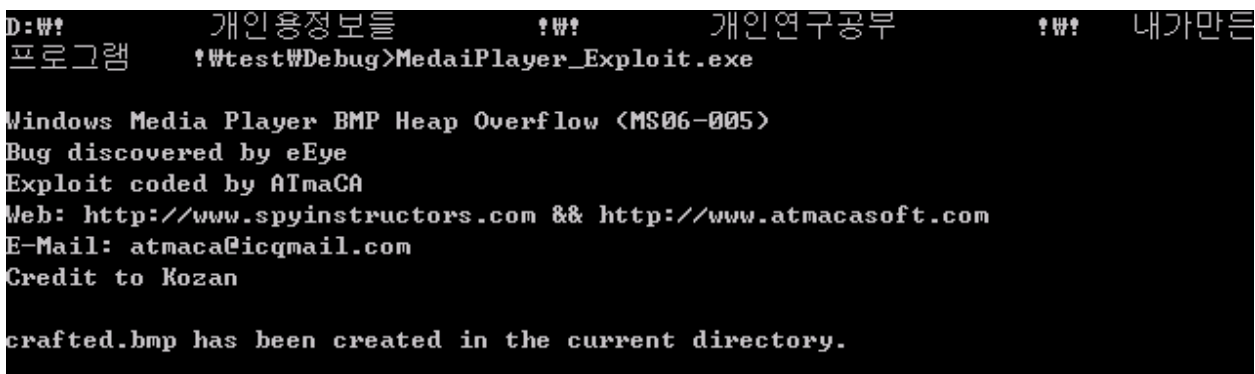 D:₩! 개인용정보들 !₩! 개인연구공부 !₩! 내가만든
프로그램 !₩test₩Debug>MedaiPlayer_Exploit.exe
Windows Media Player BMP Heap Overflow <MS06-005>
Bug discovered by eEye
Exploit coded by ATmaCA
Web: http://www.spyinstructors.com && http://www.atmacasoft.com
E-Mail: atmaca@icqmail.com
Credit to Kozan
crafted.bmp has been created in the current directory.